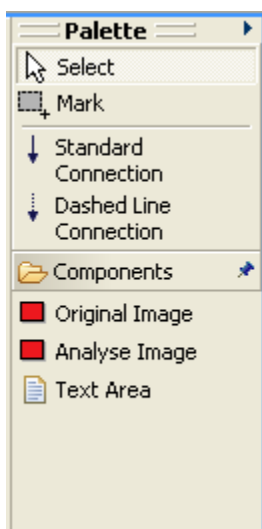 Palette
Select
Mark
Standard
Connection
Dashed Line
Connection
Components
Original Image
Analyse Image
Text Area